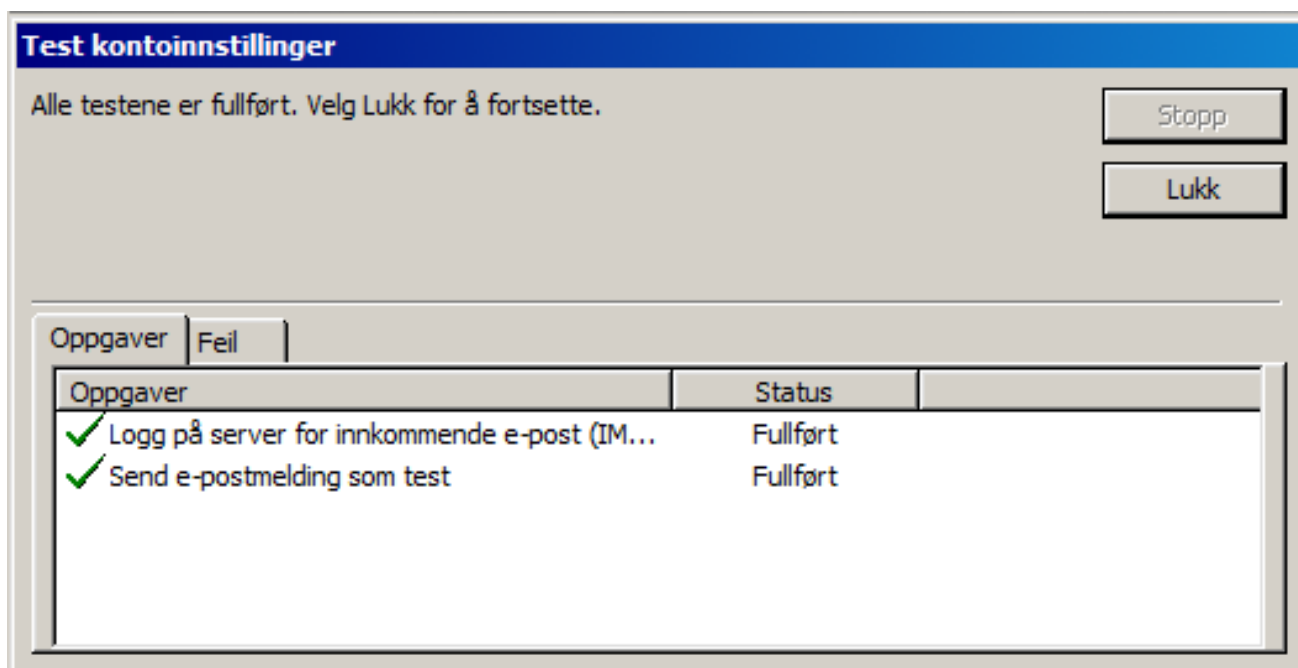 Test kontoinnstillinger
Alle testene er fullført. Velg Lukk for å fortsette.
Stopp
Lukk
Oppgaver Feil
Oppgaver Status
Logg på server for innkommende e-post (IM... Fullført
Send e-postmelding som test Fullført